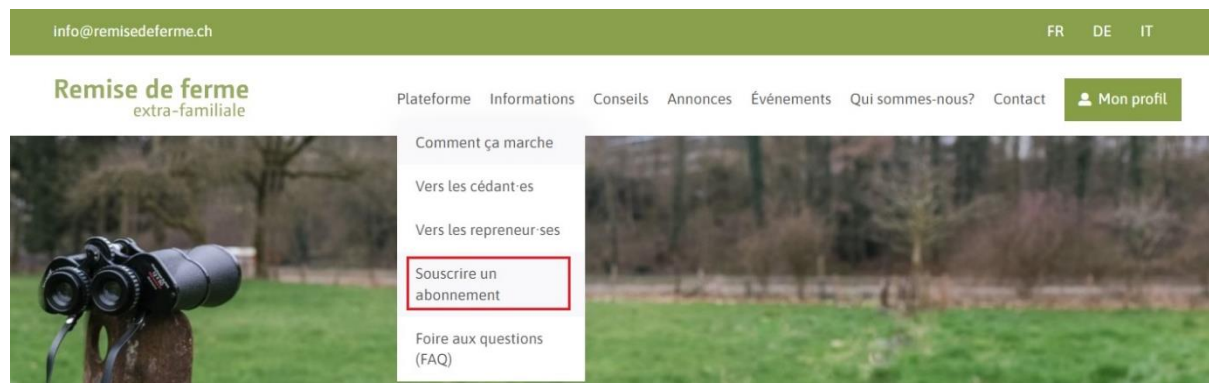 info@remisedeferme.ch
FR DE IT
Remise de ferme
extra-familiale
Plateforme Informations Conseils Annonces Événements Qui sommes-nous? Contact Mon profil
Comment ça marche
Vers les cédant·es
Vers les repreneur·ses
Souscrire un
abonnement
Foire aux questions
(FAQ)